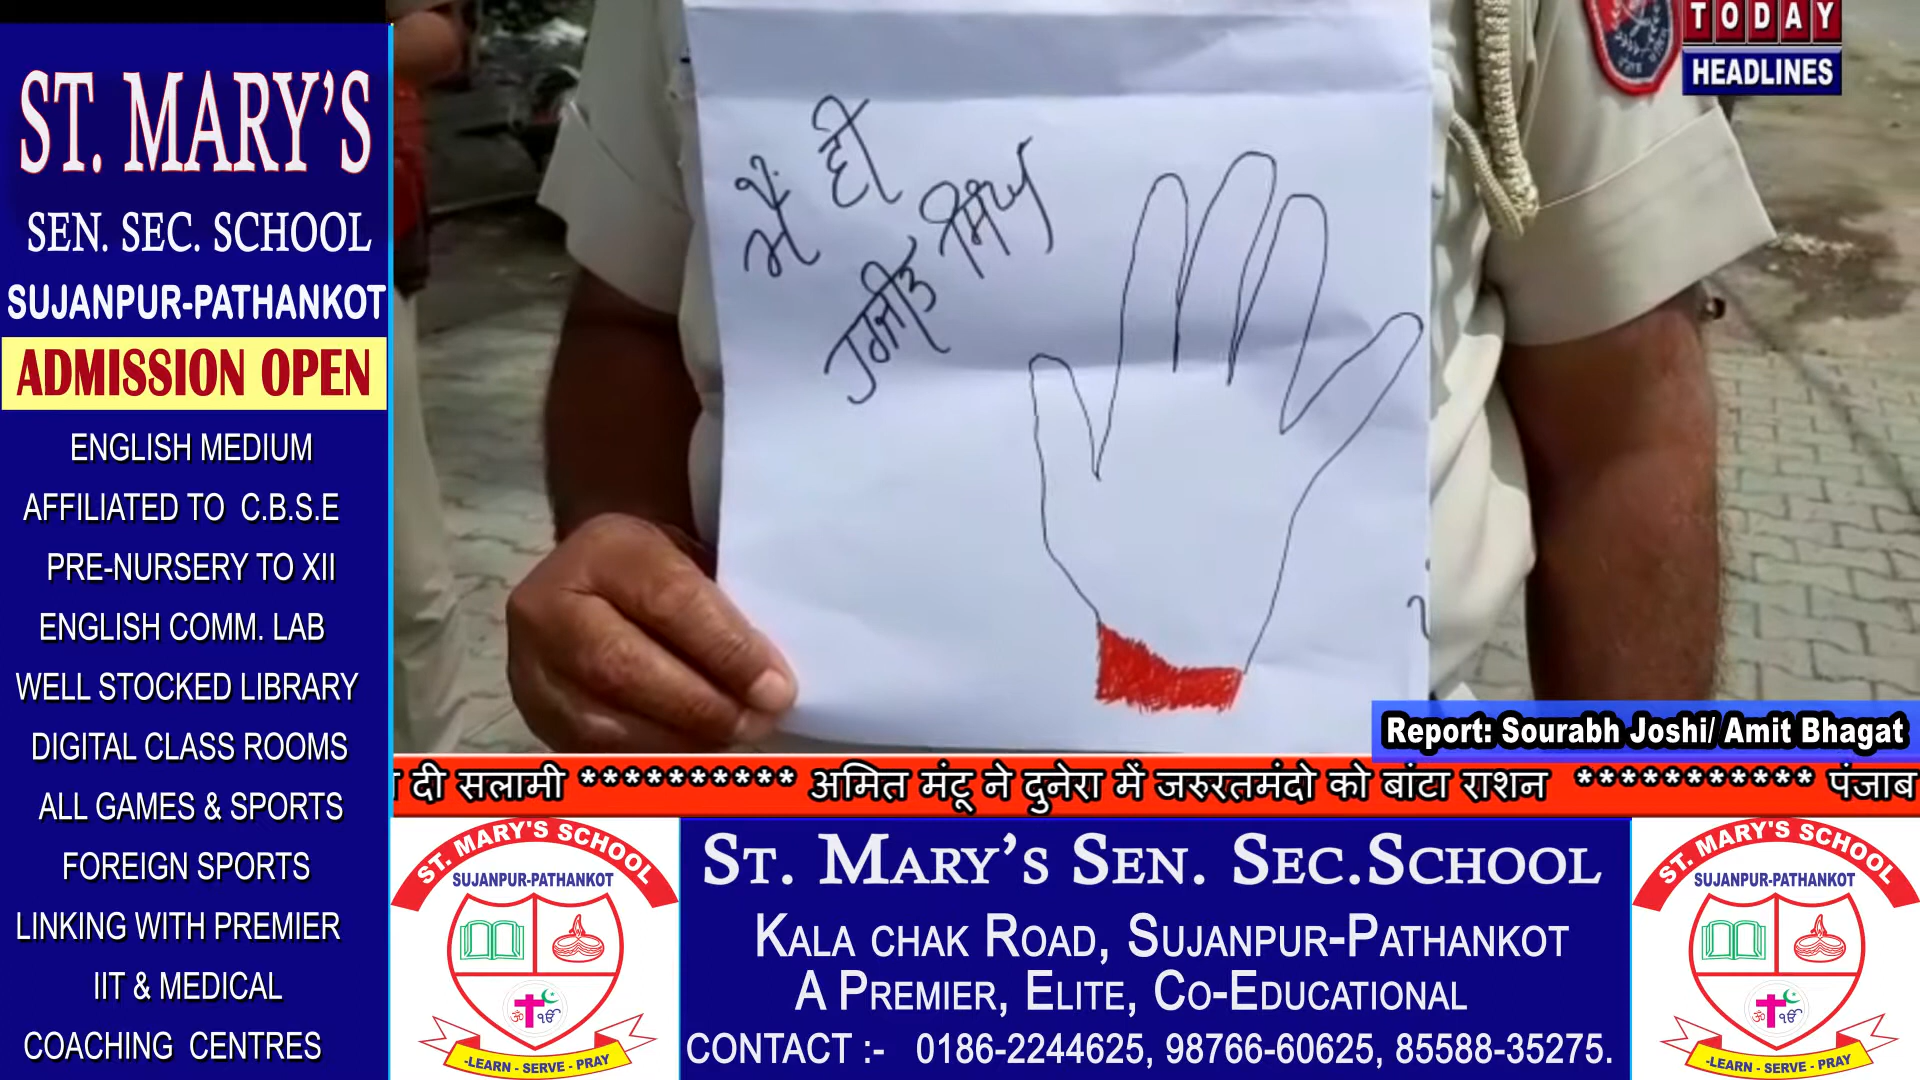 ST. MARY'S
SEN. SEC. SCHOOL
SUJANPUR-PATHANKOT
ADMISSION OPEN
ENGLISH MEDIUM
AFFILIATED TO C.B.S.E
PRE-NURSERY TO XII
ENGLISH COMM. LAB
WELL STOCKED LIBRARY
DIGITAL CLASS ROOMS
ALL GAMES & SPORTS
FOREIGN SPORTS
LINKING WITH PREMIER
IIT & MEDICAL
COACHING CENTRES
TODAY
HEADLINES
ਮੈਂ ਵੀ
ਹਰਜੀਤ ਸਿੰਘ
Report: Sourabh Joshi/ Amit Bhagat
दी सलामी ********** अमित मंटू ने दुनेरा में जरुरतमंदो को बांटा राशन *********** पंजाब
ST. MARY'S SCHOOL
SUJANPUR-PATHANKOT
ੴ
ॐ
-LEARN - SERVE - PRAY
ST. MARY'S SEN. SEC.SCHOOL
KALA CHAK ROAD, SUJANPUR-PATHANKOT
A PREMIER, ELITE, CO-EDUCATIONAL
CONTACT :- 0186-2244625, 98766-60625, 85588-35275.
ST. MARY'S SCHOOL
SUJANPUR-PATHANKOT
ॐ
ੴ
-LEARN - SERVE - PRAY